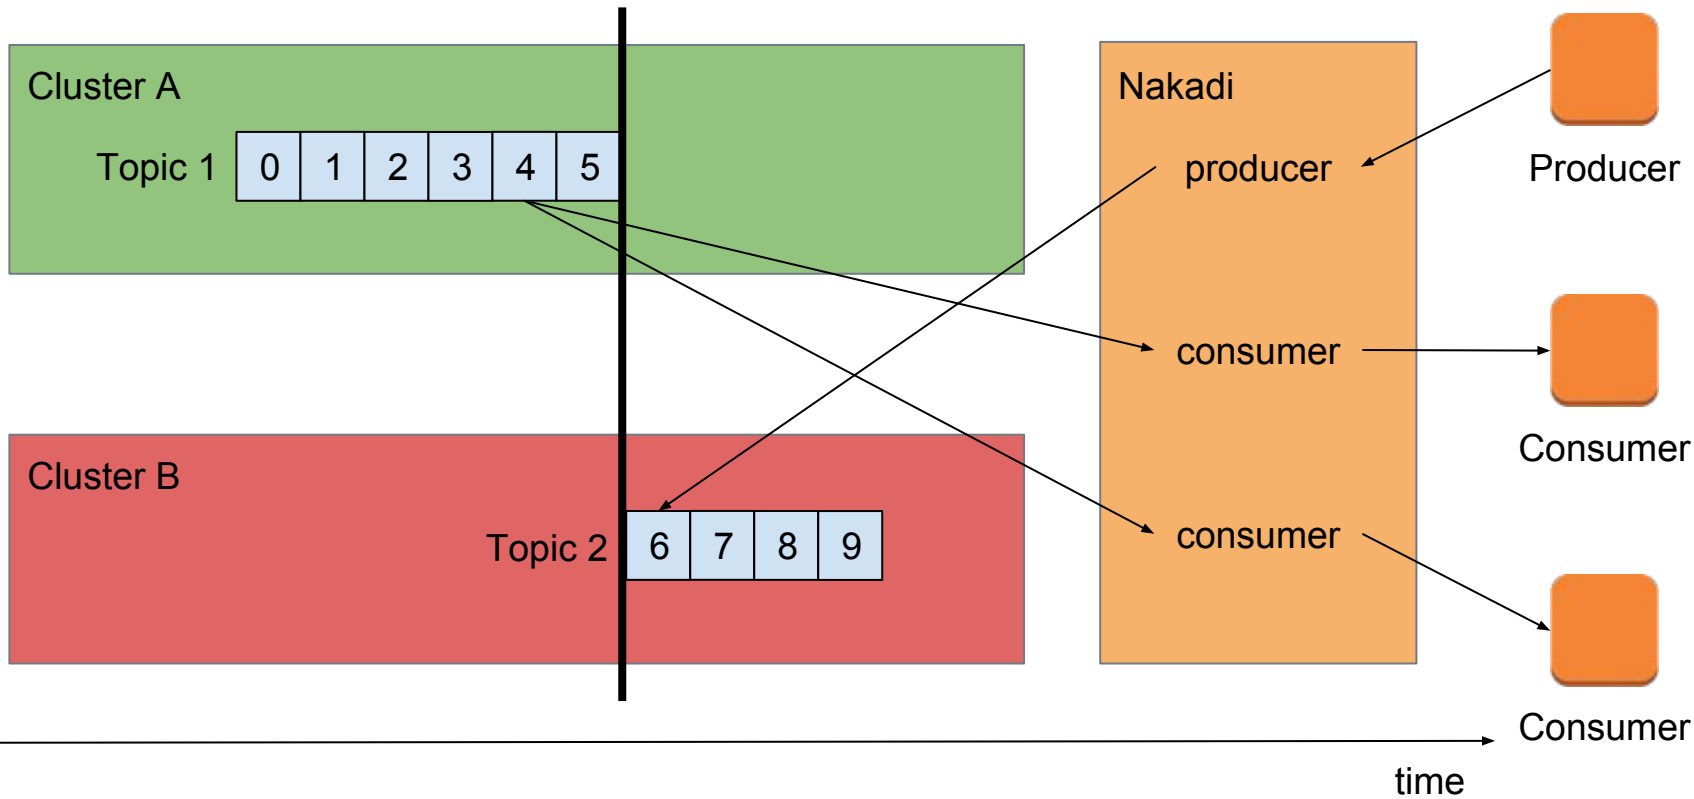 Cluster A
Nakadi
Topic 1 0 1 2 3 4 5
producer
Producer
consumer
Consumer
Cluster B
Topic 2 6 7 8 9
consumer
Consumer
time